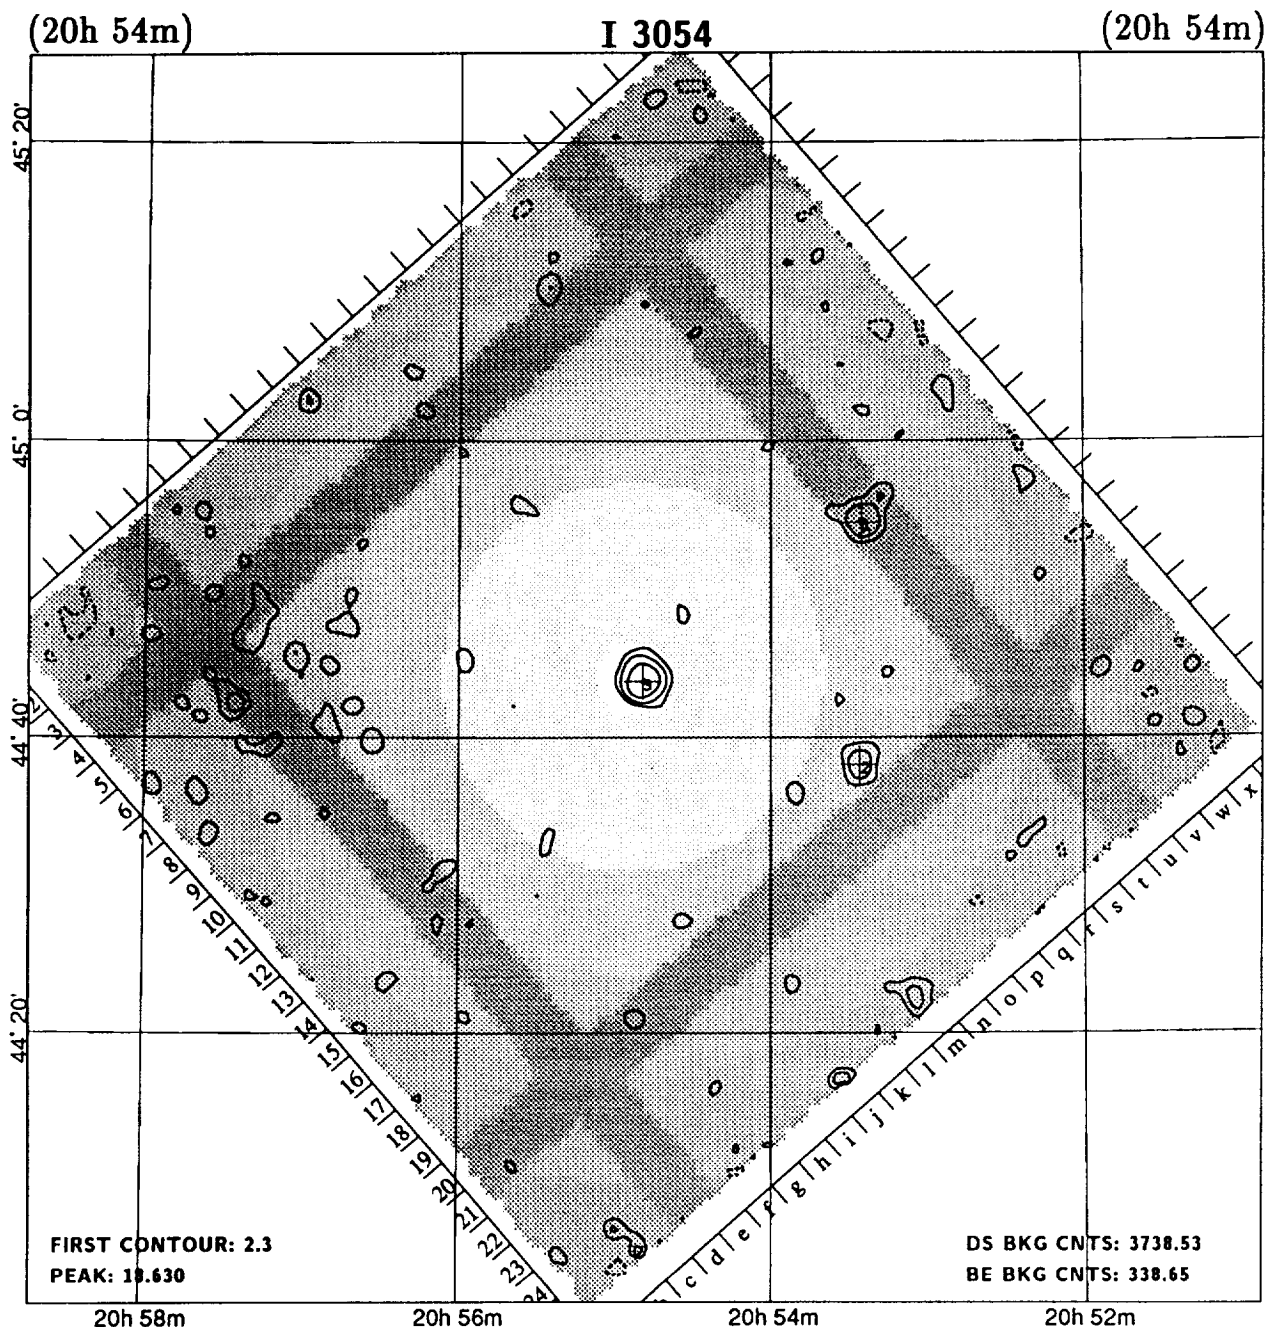 (20h 54m) I 3054 (20h 54m)
45° 20'
45° 0'
44° 40'
44° 20'
2 3 4 5 6 7 8 9 10 11 12 13 14 15 16 17 18 19 20 21 22 23 24
c d e f g h i j k l m n o p q r s t u v w x
FIRST CONTOUR: 2.3
PEAK: 18.630
DS BKG CNTS: 3738.53
BE BKG CNTS: 338.65
20h 58m 20h 56m 20h 54m 20h 52m